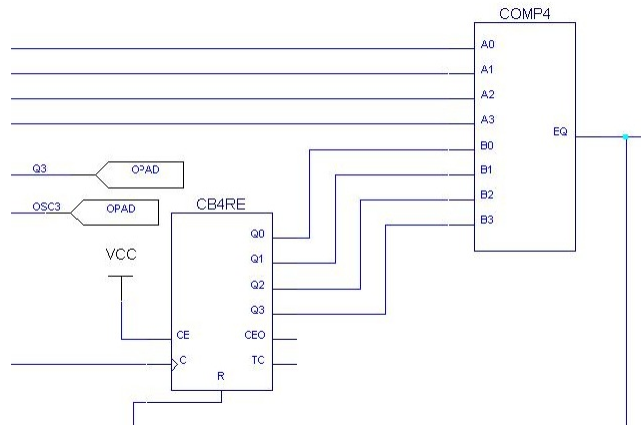 COMP4
A0
A1
A2
A3
B0
B1
B2
B3
EQ
Q3
OPAD
OSC3
OPAD
CB4RE
VCC
Q0
Q1
Q2
Q3
CE
CEO
C
TC
R